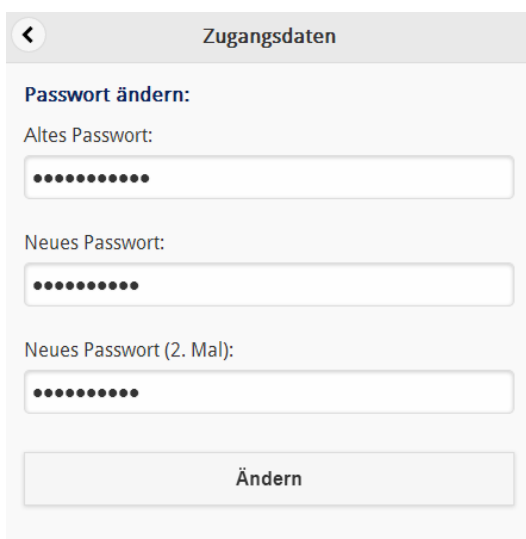 Zugangsdaten
Passwort ändern:
Altes Passwort:
•••••••••••
Neues Passwort:
••••••••••
Neues Passwort (2. Mal):
••••••••••
Ändern